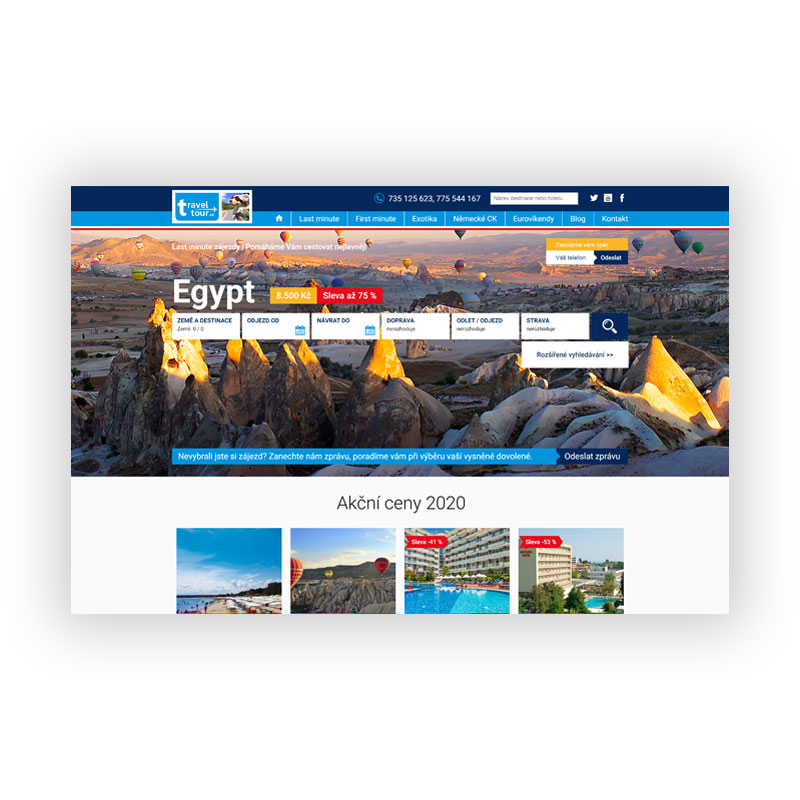 travel
tour.cz
735 125 623, 775 544 167
Název destinace nebo hotelu
Last minute
First minute
Exotika
Německé CK
Eurovíkendy
Blog
Kontakt
Last minute zájezdy | Pomáháme Vám cestovat nejlevněji
Zavoláme vám zpět
Váš telefon
Odeslat
Egypt
8.500 Kč
Sleva až 75 %
ZEMĚ A DESTINACE
Země: 0 / 0
ODJEZD OD
NÁVRAT DO
DOPRAVA
nerozhoduje
ODLET / ODJEZD
nerozhoduje
STRAVA
nerozhoduje
Rozšířené vyhledávání >>
Nevybrali jste si zájezd? Zanechte nám zprávu, poradíme vám při výběru vaší vysněné dovolené.
Odeslat zprávu
Akční ceny 2020
Sleva -41 %
Sleva -53 %